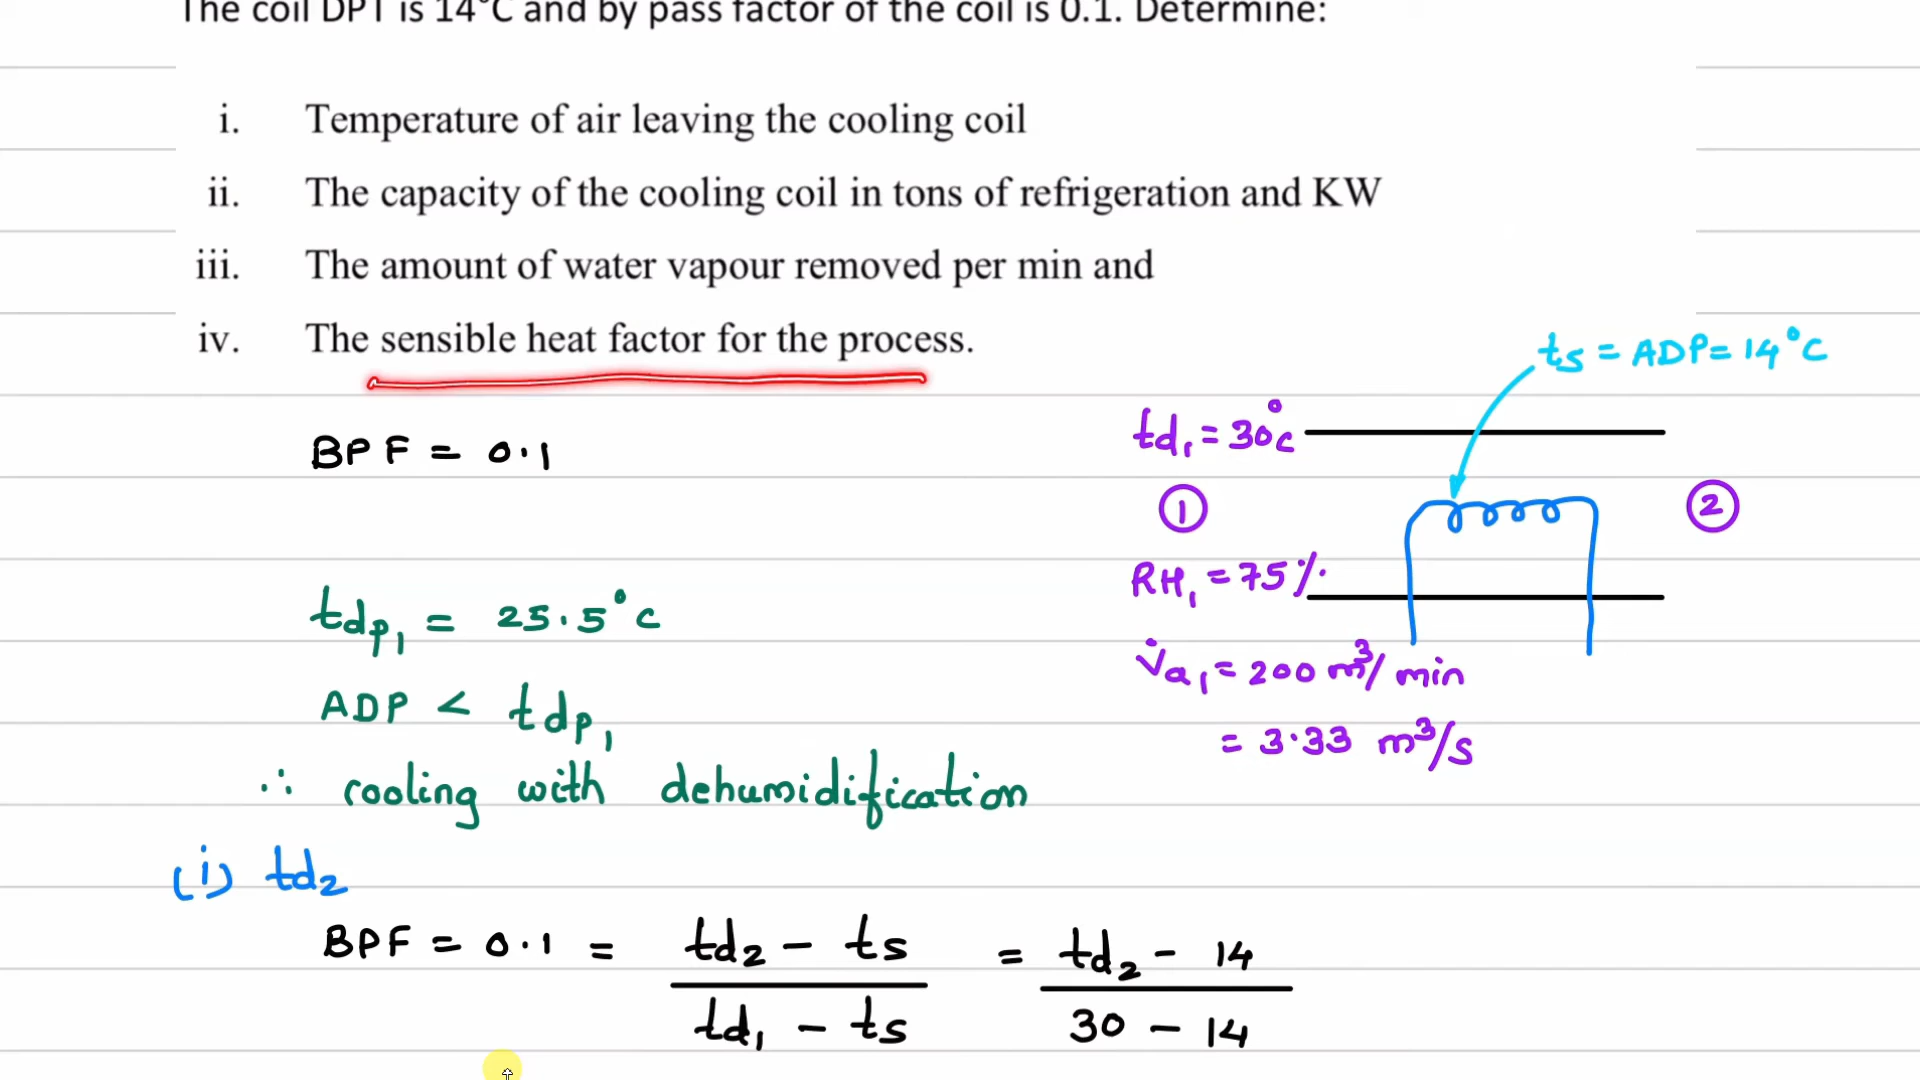 The coil DPT is 14°C and by pass factor of the coil is 0.1. Determine:
i. Temperature of air leaving the cooling coil
ii. The capacity of the cooling coil in tons of refrigeration and KW
iii. The amount of water vapour removed per min and
iv. The sensible heat factor for the process.
ts = ADP = 14°C
td₁ = 30°c
BPF = 0.1
① ②
RH₁ = 75%
tdp₁ = 25.5°c
V̇a₁ = 200 m³/min
ADP < tdp₁
= 3.33 m³/s
∴ cooling with dehumidification
(i) td₂
BPF = 0.1 = td₂ - ts / td₁ - ts = td₂ - 14 / 30 - 14